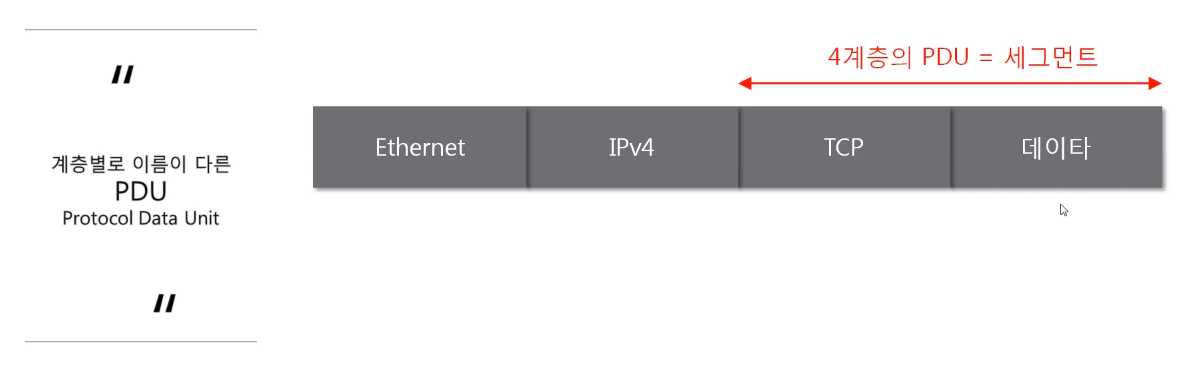 "
계층별로 이름이 다른
PDU
Protocol Data Unit
"
4계층의 PDU = 세그먼트
Ethernet IPv4 TCP 데이타